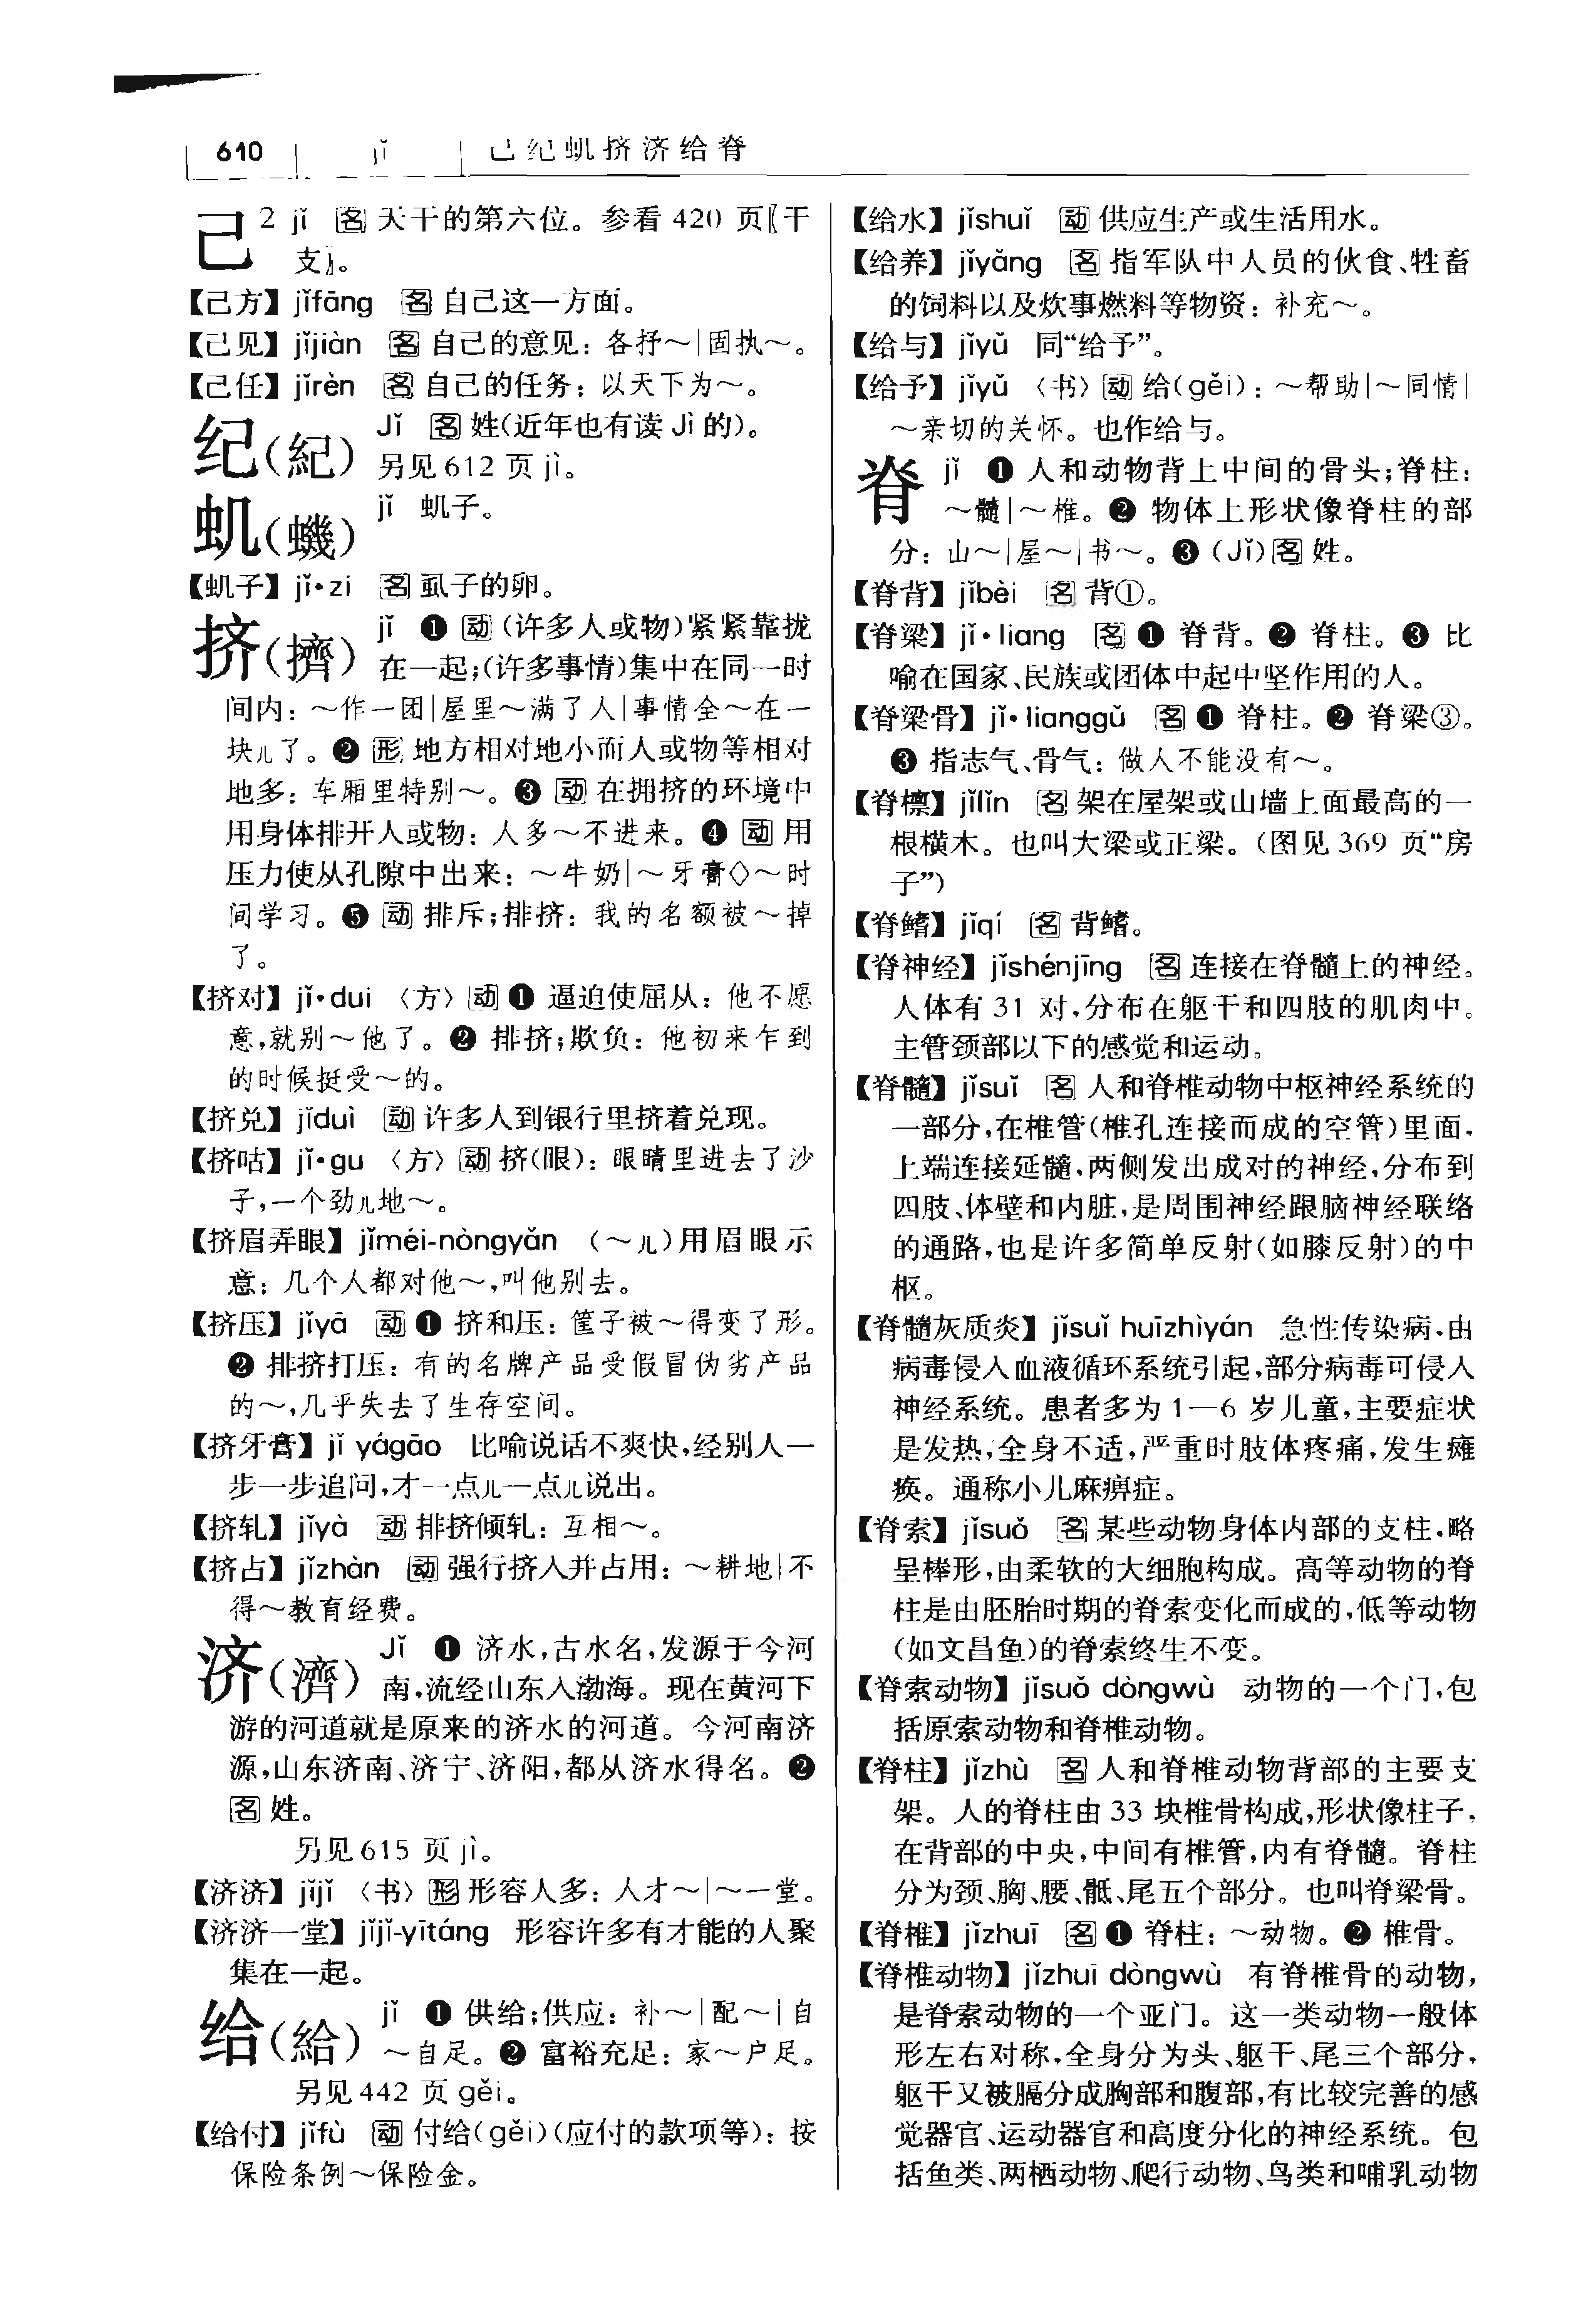 610 jǐ 己纪虮挤济给脊
己2 jǐ 名 天干的第六位。参看 420 页〖干
支〗。
【己方】jǐfāng 名 自己这一方面。
【己见】jǐjiàn 名 自己的意见：各抒～|固执～。
【己任】jǐrèn 名 自己的任务：以天下为～。
纪(紀) Jǐ 名 姓(近年也有读 Jì 的)。
另见 612 页 jì。
虮(蟣) jǐ 虮子。
【虮子】jǐ·zi 名 虱子的卵。
挤(擠) jǐ ❶ 动 (许多人或物)紧紧靠拢
在一起;(许多事情)集中在同一时
间内：～作一团|屋里～满了人|事情全～在一
块儿了。❷ 形 地方相对地小而人或物等相对
地多：车厢里特别～。❸ 动 在拥挤的环境中
用身体排开人或物：人多～不进来。❹ 动 用
压力使从孔隙中出来：～牛奶|～牙膏◇～时
间学习。❺ 动 排斥;排挤：我的名额被～掉
了。
【挤对】jǐ·dui 〈方〉动 ❶ 逼迫使屈从：他不愿
意,就别～他了。❷ 排挤;欺负：他初来乍到
的时候挺受～的。
【挤兑】jǐduì 动 许多人到银行里挤着兑现。
【挤咕】jǐ·gu 〈方〉动 挤(眼)：眼睛里进去了沙
子,一个劲儿地～。
【挤眉弄眼】jǐméi-nòngyǎn (～儿)用眉眼示
意：几个人都对他～,叫他别去。
【挤压】jǐyā 动 ❶ 挤和压：筐子被～得变了形。
❷ 排挤打压：有的名牌产品受假冒伪劣产品
的～,几乎失去了生存空间。
【挤牙膏】jǐ yágāo 比喻说话不爽快,经别人一
步一步追问,才一点儿一点儿说出。
【挤轧】jǐyà 动 排挤倾轧：互相～。
【挤占】jǐzhàn 动 强行挤入并占用：～耕地|不
得～教育经费。
济(濟) Jǐ ❶ 济水,古水名,发源于今河
南,流经山东入渤海。现在黄河下
游的河道就是原来的济水的河道。今河南济
源,山东济南、济宁、济阳,都从济水得名。❷
名 姓。
另见 615 页 jì。
【济济】jǐjǐ 〈书〉形 形容人多：人才～|～一堂。
【济济一堂】jǐjǐ-yītáng 形容许多有才能的人聚
集在一起。
给(給) jǐ ❶ 供给;供应：补～|配～|自
～自足。❷ 富裕充足：家～户足。
另见 442 页 gěi。
【给付】jǐfù 动 付给(gěi)(应付的款项等)：按
保险条例～保险金。
【给水】jǐshuǐ 动 供应生产或生活用水。
【给养】jǐyǎng 名 指军队中人员的伙食、牲畜
的饲料以及炊事燃料等物资：补充～。
【给与】jǐyǔ 同“给予”。
【给予】jǐyǔ 〈书〉动 给(gěi)：～帮助|～同情|
～亲切的关怀。也作给与。
脊 jǐ ❶ 人和动物背上中间的骨头;脊柱：
～髓|～椎。❷ 物体上形状像脊柱的部
分：山～|屋～|书～。❸ (Jǐ)名 姓。
【脊背】jǐbèi 名 背①。
【脊梁】jǐ·liang 名 ❶ 脊背。❷ 脊柱。❸ 比
喻在国家、民族或团体中起中坚作用的人。
【脊梁骨】jǐ·lianggǔ 名 ❶ 脊柱。❷ 脊梁③。
❸ 指志气、骨气：做人不能没有～。
【脊檩】jǐlǐn 名 架在屋架或山墙上面最高的一
根横木。也叫大梁或正梁。(图见 369 页“房
子”)
【脊鳍】jǐqí 名 背鳍。
【脊神经】jǐshénjīng 名 连接在脊髓上的神经。
人体有 31 对,分布在躯干和四肢的肌肉中。
主管颈部以下的感觉和运动。
【脊髓】jǐsuǐ 名 人和脊椎动物中枢神经系统的
一部分,在椎管(椎孔连接而成的空管)里面,
上端连接延髓,两侧发出成对的神经,分布到
四肢、体壁和内脏,是周围神经跟脑神经联络
的通路,也是许多简单反射(如膝反射)的中
枢。
【脊髓灰质炎】jǐsuǐ huīzhìyán 急性传染病,由
病毒侵入血液循环系统引起,部分病毒可侵入
神经系统。患者多为 1—6 岁儿童,主要症状
是发热,全身不适,严重时肢体疼痛,发生瘫
痪。通称小儿麻痹症。
【脊索】jǐsuǒ 名 某些动物身体内部的支柱,略
呈棒形,由柔软的大细胞构成。高等动物的脊
柱是由胚胎时期的脊索变化而成的,低等动物
(如文昌鱼)的脊索终生不变。
【脊索动物】jǐsuǒ dòngwù 动物的一个门,包
括原索动物和脊椎动物。
【脊柱】jǐzhù 名 人和脊椎动物背部的主要支
架。人的脊柱由 33 块椎骨构成,形状像柱子,
在背部的中央,中间有椎管,内有脊髓。脊柱
分为颈、胸、腰、骶、尾五个部分。也叫脊梁骨。
【脊椎】jǐzhuī 名 ❶ 脊柱：～动物。❷ 椎骨。
【脊椎动物】jǐzhuī dòngwù 有脊椎骨的动物,
是脊索动物的一个亚门。这一类动物一般体
形左右对称,全身分为头、躯干、尾三个部分,
躯干又被膈分成胸部和腹部,有比较完善的感
觉器官、运动器官和高度分化的神经系统。包
括鱼类、两栖动物、爬行动物、鸟类和哺乳动物